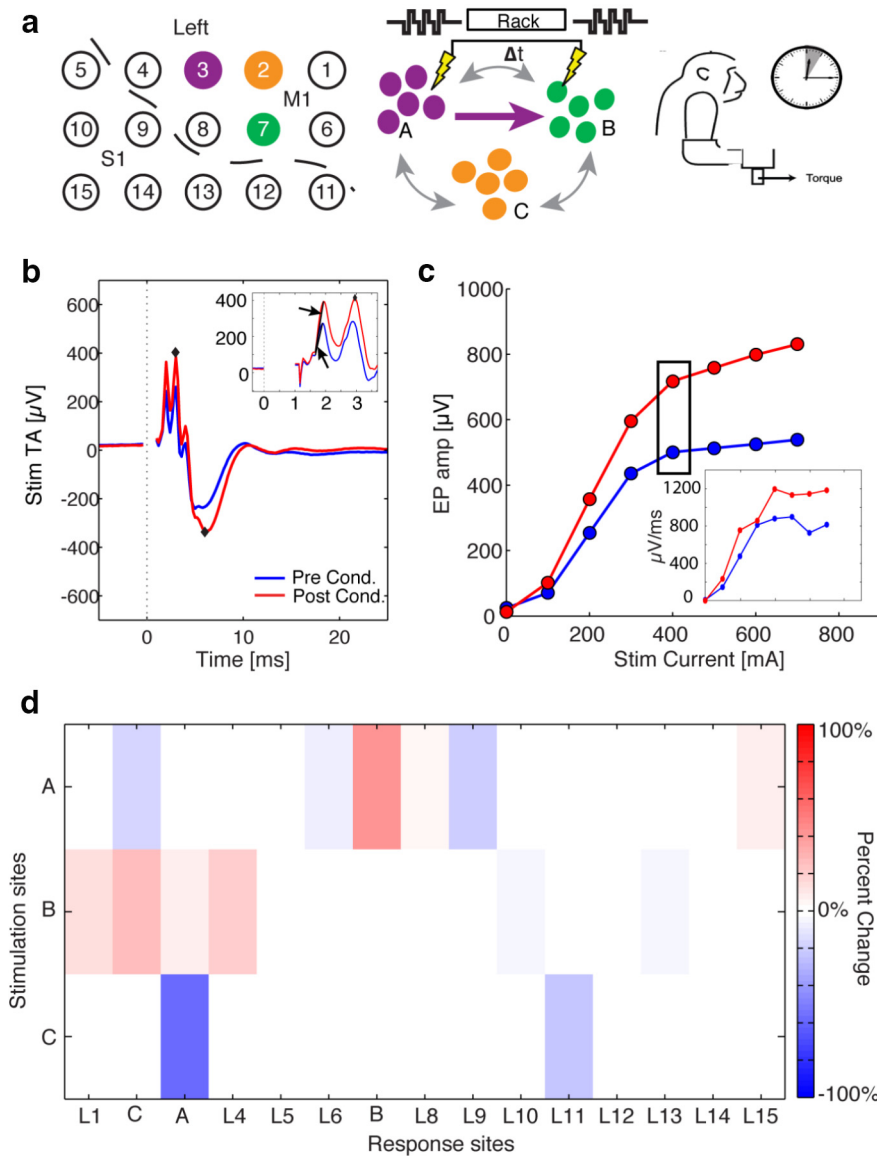 a
Left
5 4 3 2 1
M1
10 9 8 7 6
S1
15 14 13 12 11
Rack
Δt
A
B
C
Torque
b
Stim TA [µV]
600
400
200
0
-200
-400
-600
0 10 20
Time [ms]
400
200
0
0 1 2 3
Pre Cond.
Post Cond.
c
EP amp [µV]
1000
800
600
400
200
0
0 200 400 600 800
Stim Current [mA]
µV/ms
1200
800
400
0
d
Stimulation sites
A
B
C
L1 C A L4 L5 L6 B L8 L9 L10 L11 L12 L13 L14 L15
Response sites
100%
0%
-100%
Percent Change